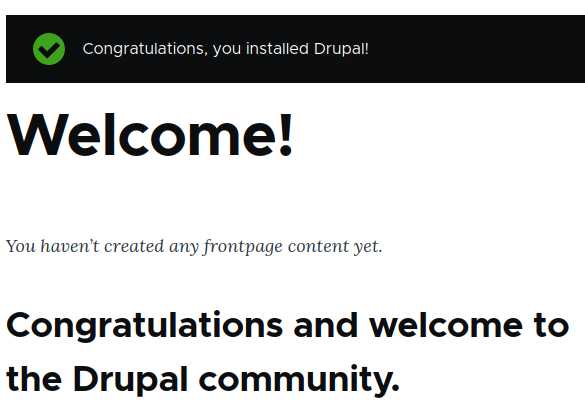 Congratulations, you installed Drupal!
Welcome!
You haven’t created any frontpage content yet.
Congratulations and welcome to
the Drupal community.